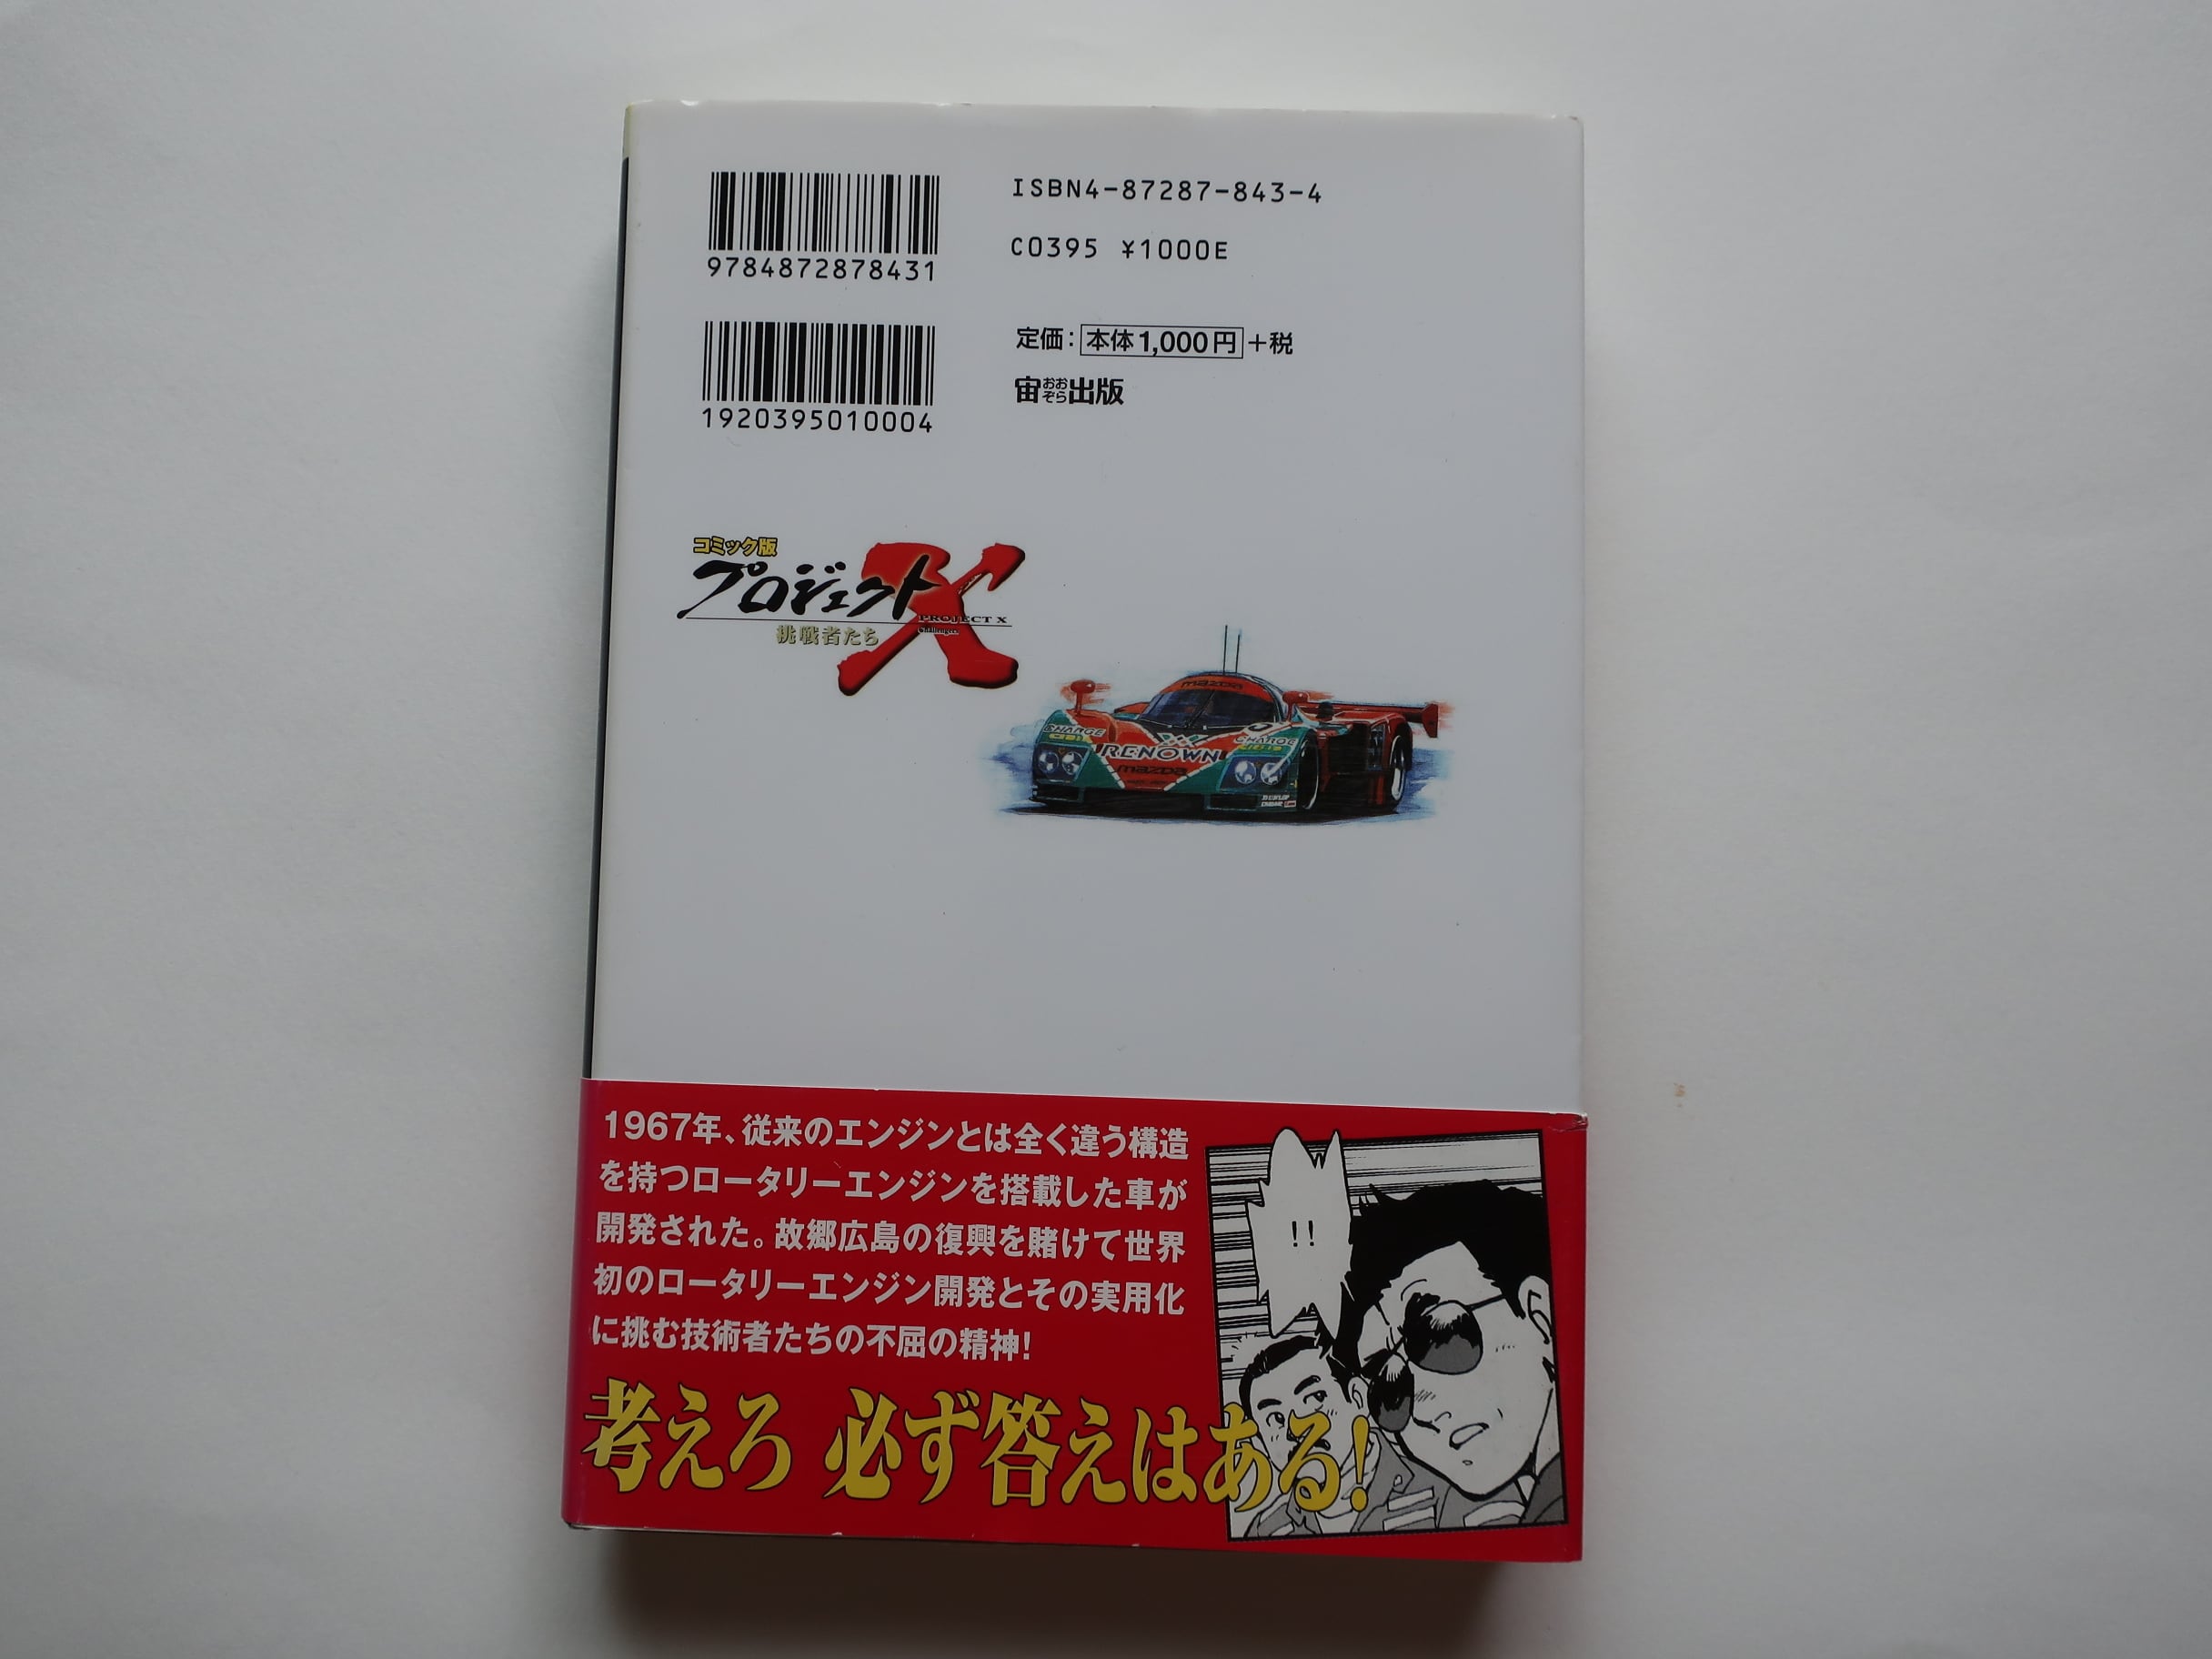 9784872878431
ISBN4-87287-843-4
C0395 ¥1000E
1920395010004
定価：本体1,000円+税
宙おおぞら出版
コミック版
プロジェクトX
PROJECT X
Challengers
挑戦者たち
mazda
CHARGE
CHARGE
RENOWN
mazda
1967年、従来のエンジンとは全く違う構造
を持つロータリーエンジンを搭載した車が
開発された。故郷広島の復興を賭けて世界
初のロータリーエンジン開発とその実用化
に挑む技術者たちの不屈の精神!
!!
考えろ 必ず答えはある!